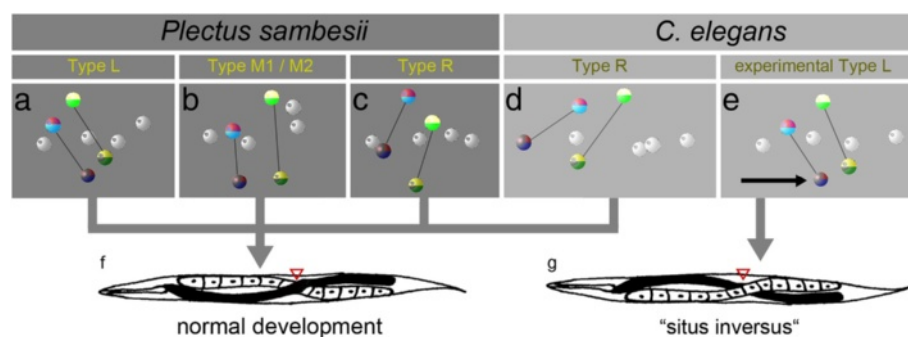 Plectus sambesii
C. elegans
Type L
Type M1 / M2
Type R
Type R
experimental Type L
a
b
c
d
e
f
g
normal development
"situs inversus“